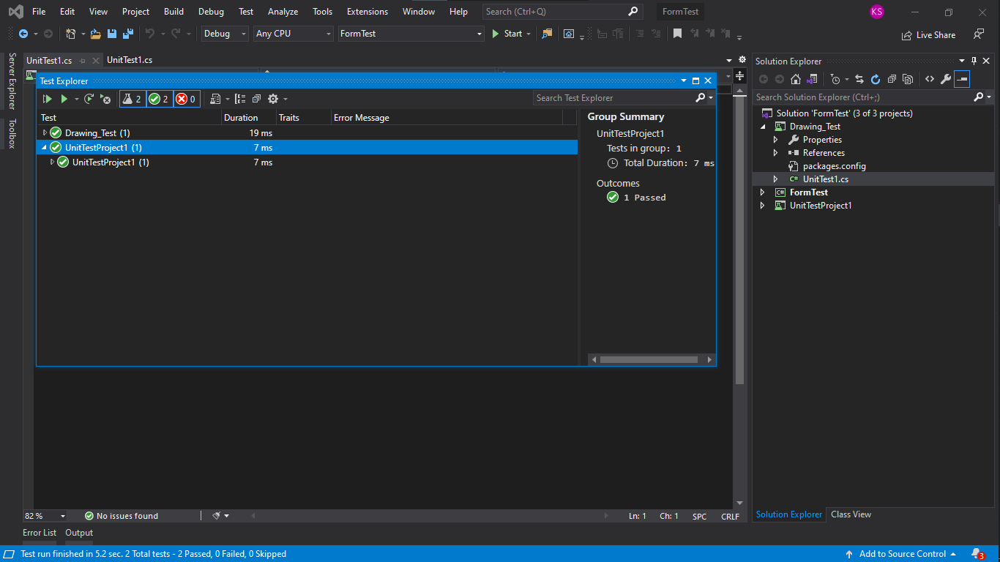 File Edit View Project Build Debug Test Analyze Tools Extensions Window Help Search (Ctrl+Q) FormTest KS
Debug Any CPU FormTest Start Live Share
Server Explorer
Toolbox
UnitTest1.cs UnitTest1.cs
Test Explorer
2 2 0 Search Test Explorer
Test Duration Traits Error Message
Drawing_Test (1) 19 ms
UnitTestProject1 (1) 7 ms
UnitTestProject1 (1) 7 ms
Group Summary
UnitTestProject1
Tests in group: 1
Total Duration: 7 ms
Outcomes
1 Passed
Solution Explorer
Search Solution Explorer (Ctrl+;)
Solution 'FormTest' (3 of 3 projects)
Drawing_Test
Properties
References
packages.config
C# UnitTest1.cs
C# FormTest
UnitTestProject1
82 % No issues found Ln: 1 Ch: 1 SPC CRLF
Solution Explorer Class View
Error List Output
Test run finished in 5.2 sec. 2 Total tests - 2 Passed, 0 Failed, 0 Skipped Add to Source Control 3